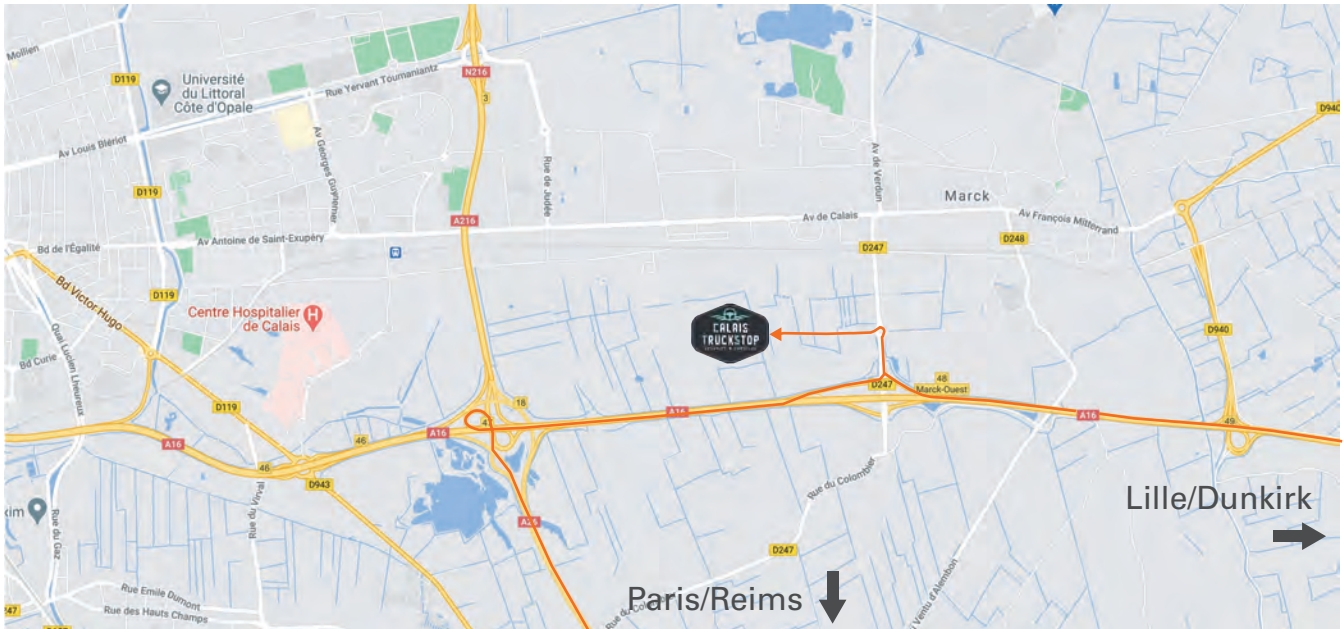 Mollien
D119
Université
du Littoral
Côte d'Opale
Rue Yervant Toumaniantz
N216
3
D940
Av Louis Blériot
Av Georges Guynemer
Rue de Judée
Av de Verdun
D119
Marck
A216
Av de Calais
Av François Mitterrand
Av Antoine de Saint-Exupéry
Bd de l'Égalité
D247
D248
Bd Victor Hugo
D119
Centre Hospitalier
de Calais
H
CALAIS
TRUCKSTOP
D940
Quai Lucien Lheureux
Bd Curie
D247
48
Marck-Ouest
D119
18
A16
A16
49
A16
A16
46
46
D943
Rue du Virval
Rue du Colombier
Lille/Dunkirk
xim
Rue du Gaz
A26
D247
Rue Emile Dumont
Rue des Hauts Champs
247
Paris/Reims